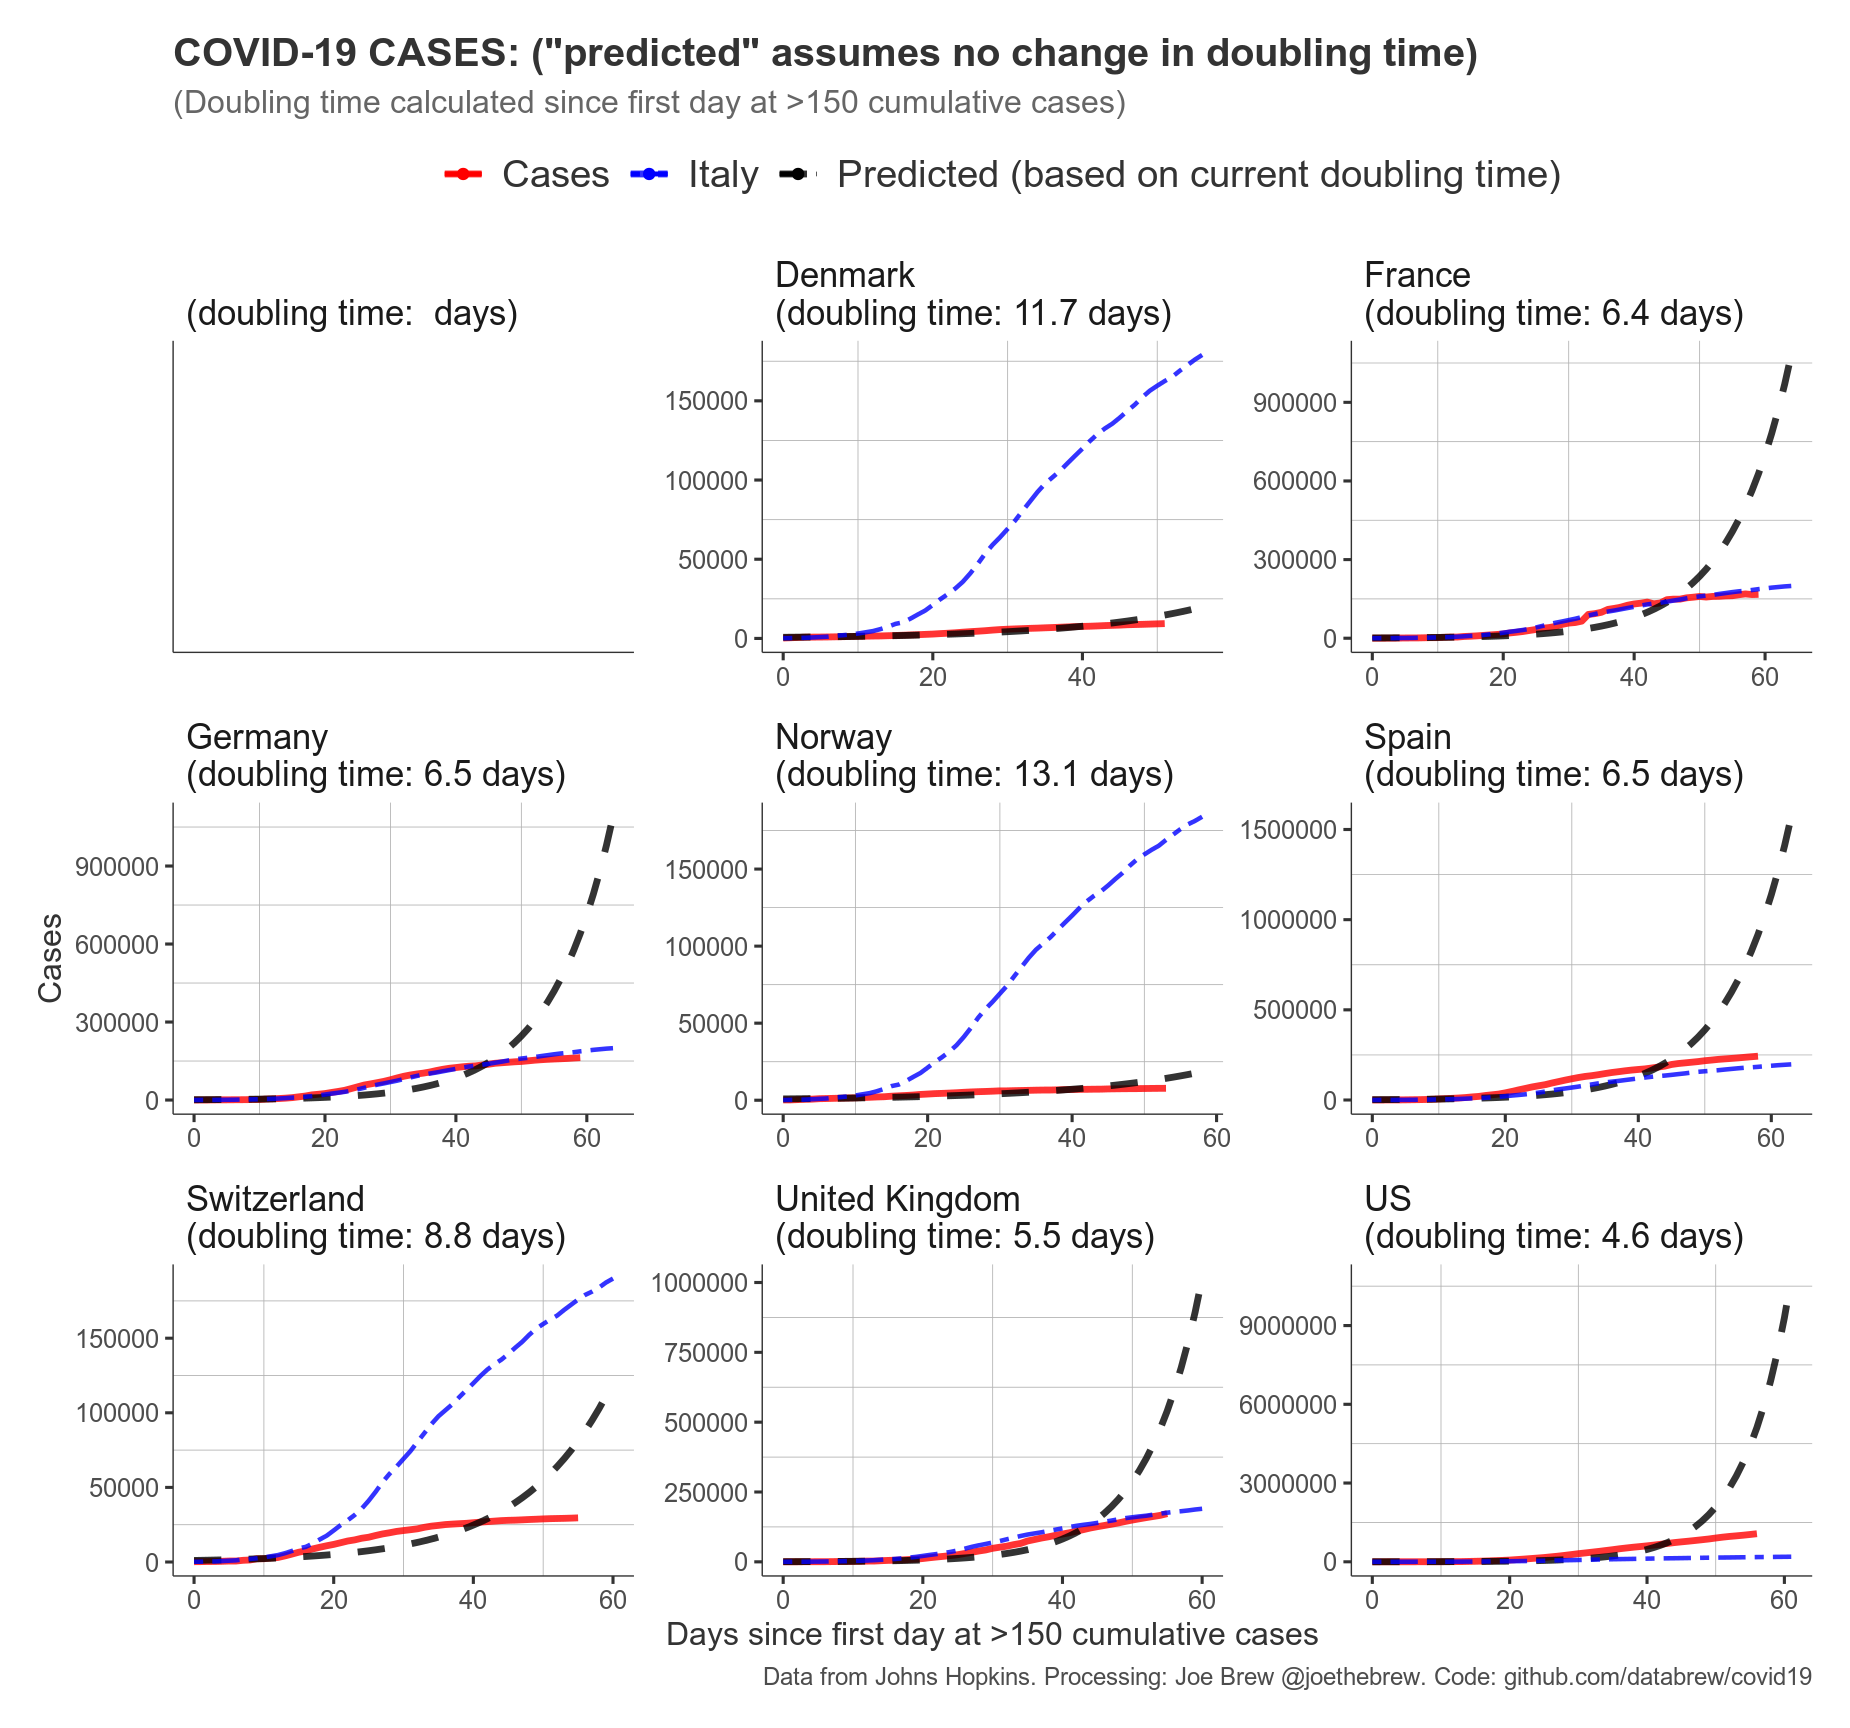 COVID-19 CASES: ("predicted" assumes no change in doubling time)
(Doubling time calculated since first day at >150 cumulative cases)
Cases Italy Predicted (based on current doubling time)
(doubling time:  days)
Denmark
(doubling time: 11.7 days)
150000
100000
50000
0
0 20 40
France
(doubling time: 6.4 days)
900000
600000
300000
0
0 20 40 60
Cases
Germany
(doubling time: 6.5 days)
900000
600000
300000
0
0 20 40 60
Norway
(doubling time: 13.1 days)
150000
100000
50000
0
0 20 40 60
Spain
(doubling time: 6.5 days)
1500000
1000000
500000
0
0 20 40 60
Switzerland
(doubling time: 8.8 days)
150000
100000
50000
0
0 20 40 60
United Kingdom
(doubling time: 5.5 days)
1000000
750000
500000
250000
0
0 20 40 60
US
(doubling time: 4.6 days)
9000000
6000000
3000000
0
0 20 40 60
Days since first day at >150 cumulative cases
Data from Johns Hopkins. Processing: Joe Brew @joethebrew. Code: github.com/databrew/covid19